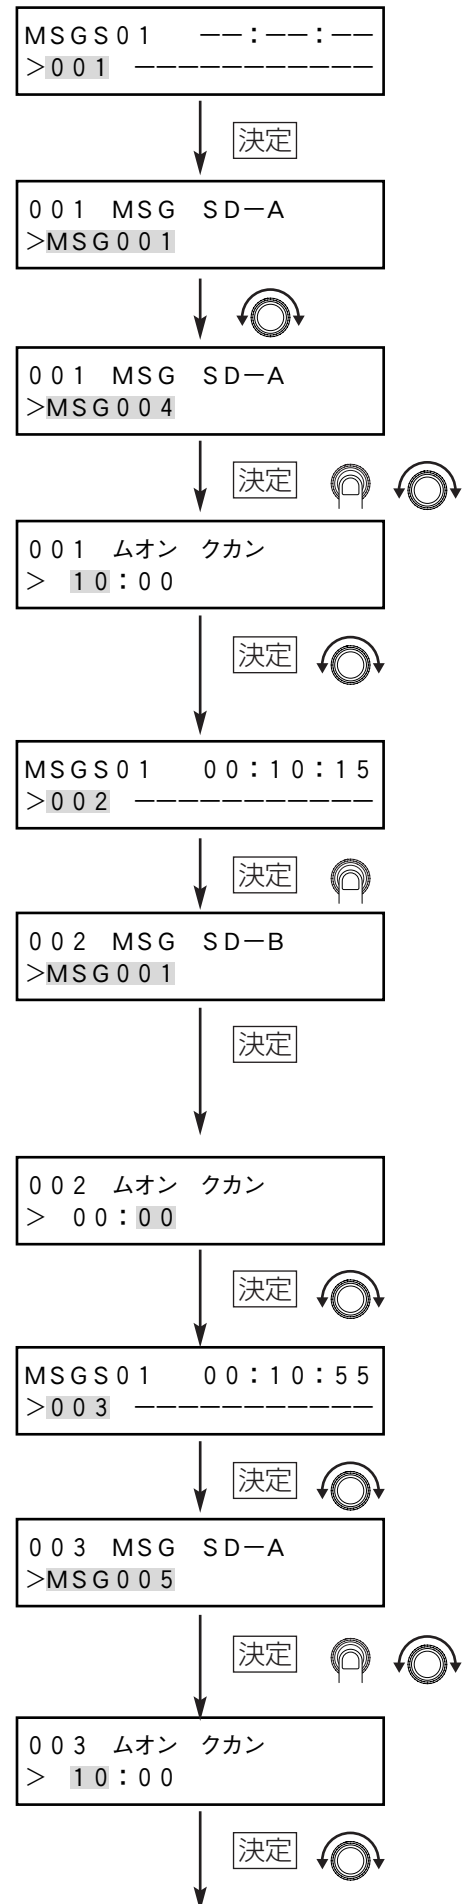 MSGS01 ——:——:——
>001 ———————————
決定
001 MSG SD—A
>MSG001
001 MSG SD—A
>MSG004
決定
001 ムオン クカン
> 10:00
決定
MSGS01 00:10:15
>002 ———————————
決定
002 MSG SD—B
>MSG001
決定
002 ムオン クカン
> 00:00
決定
MSGS01 00:10:55
>003 ———————————
決定
003 MSG SD—A
>MSG005
決定
003 ムオン クカン
> 10:00
決定